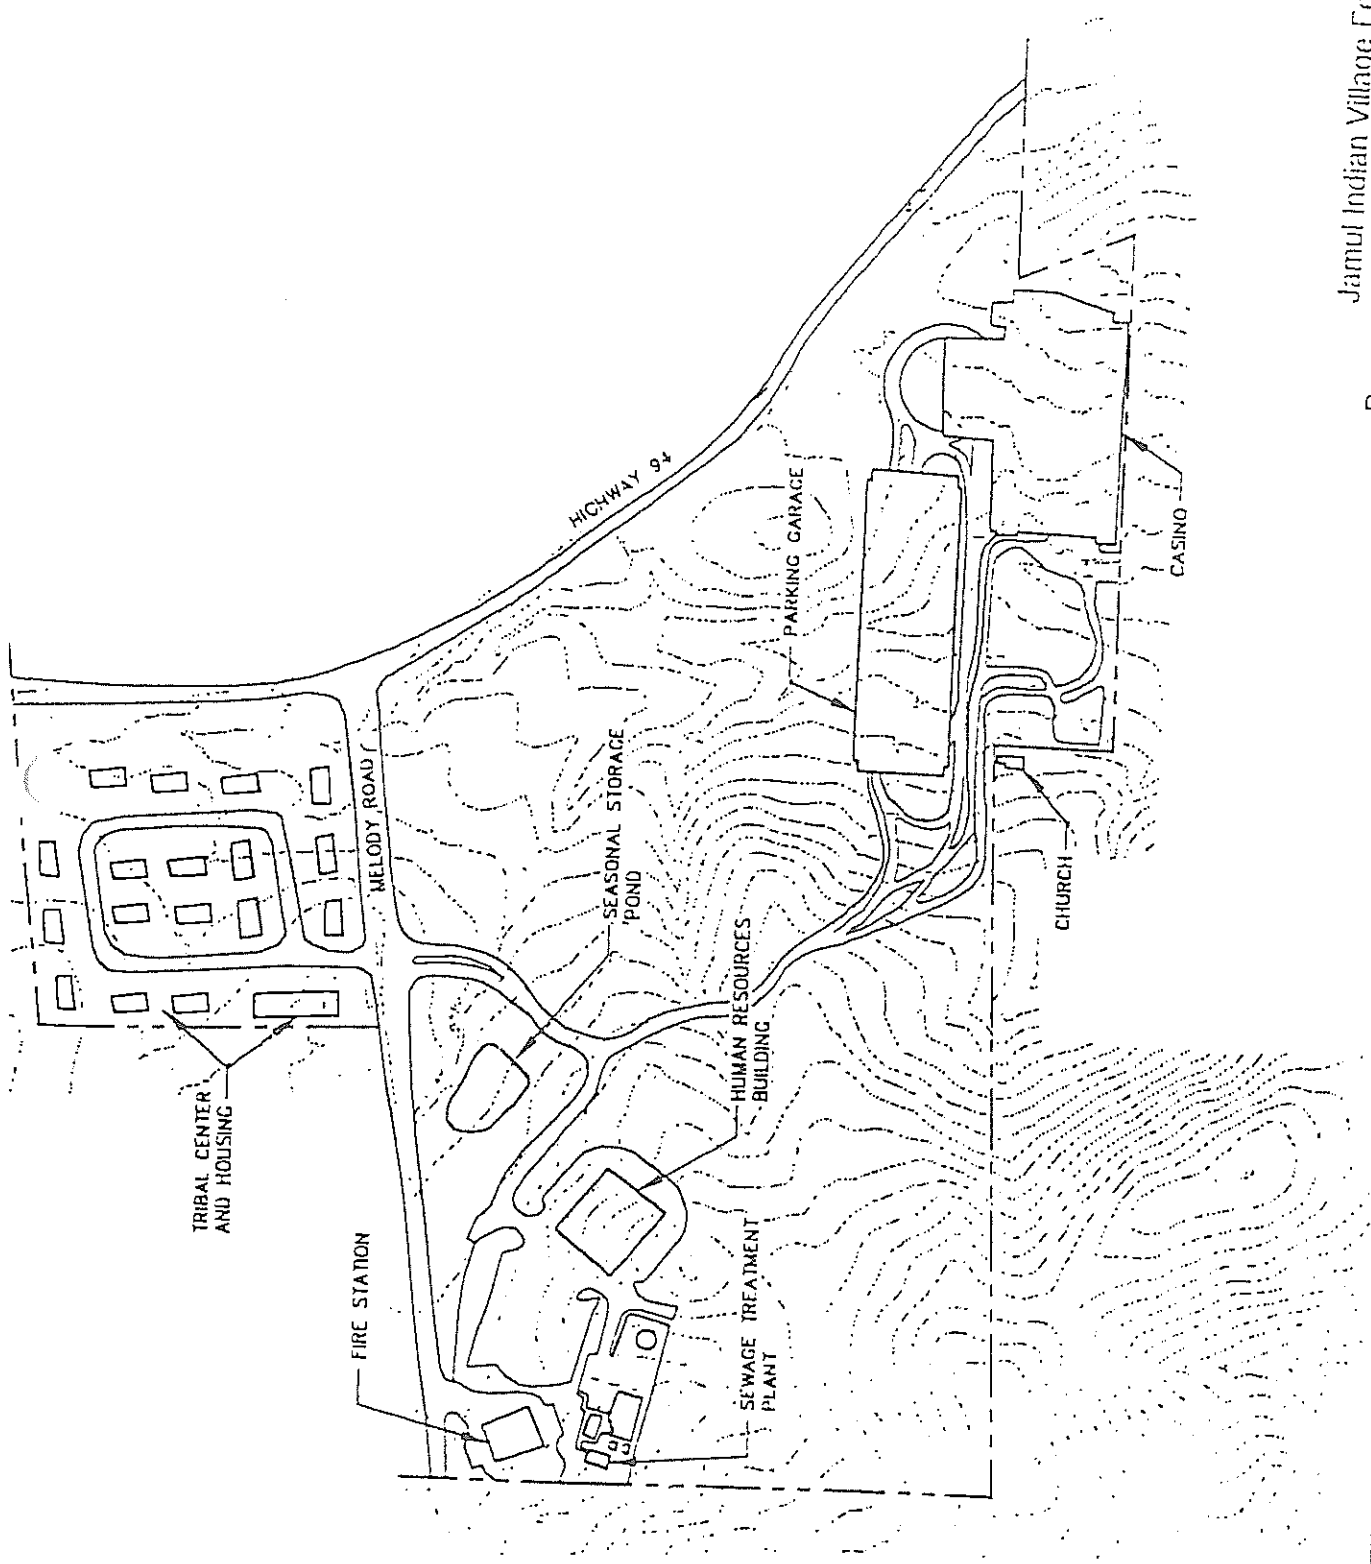 TRIBAL CENTER
AND HOUSING
FIRE STATION
MELODY ROAD
HIGHWAY 94
SEASONAL STORAGE
POND
HUMAN RESOURCES
BUILDING
SEWAGE TREATMENT
PLANT
PARKING GARAGE
CHURCH
CASINO
Jamul Indian Village